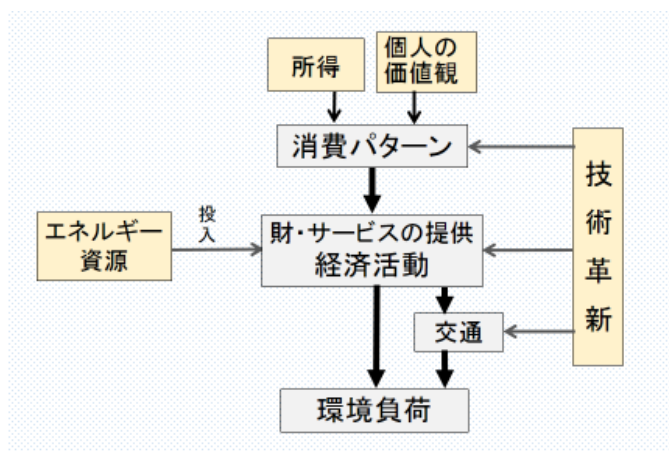 所得
個人の
価値観
消費パターン
技
術
革
新
投
入
エネルギー
資源
財・サービスの提供
経済活動
交通
環境負荷